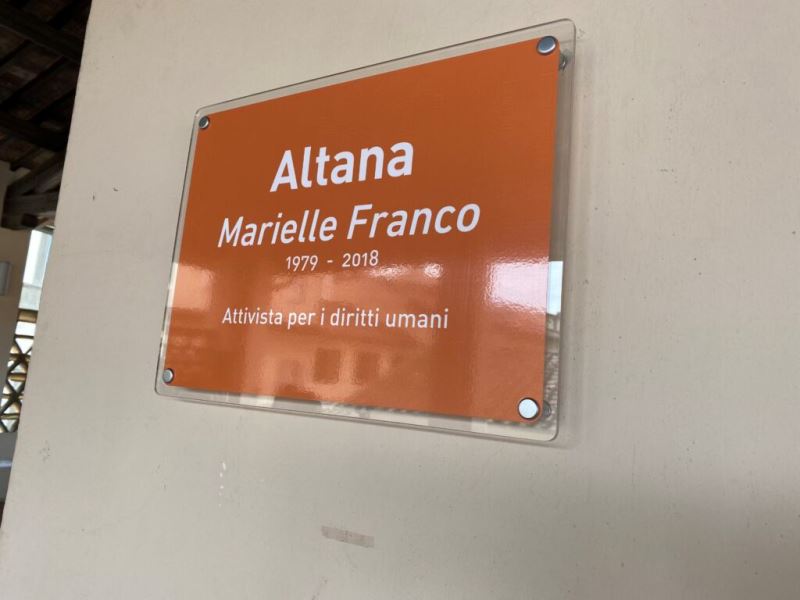 Altana
Marielle Franco
1979 - 2018
Attivista per i diritti umani